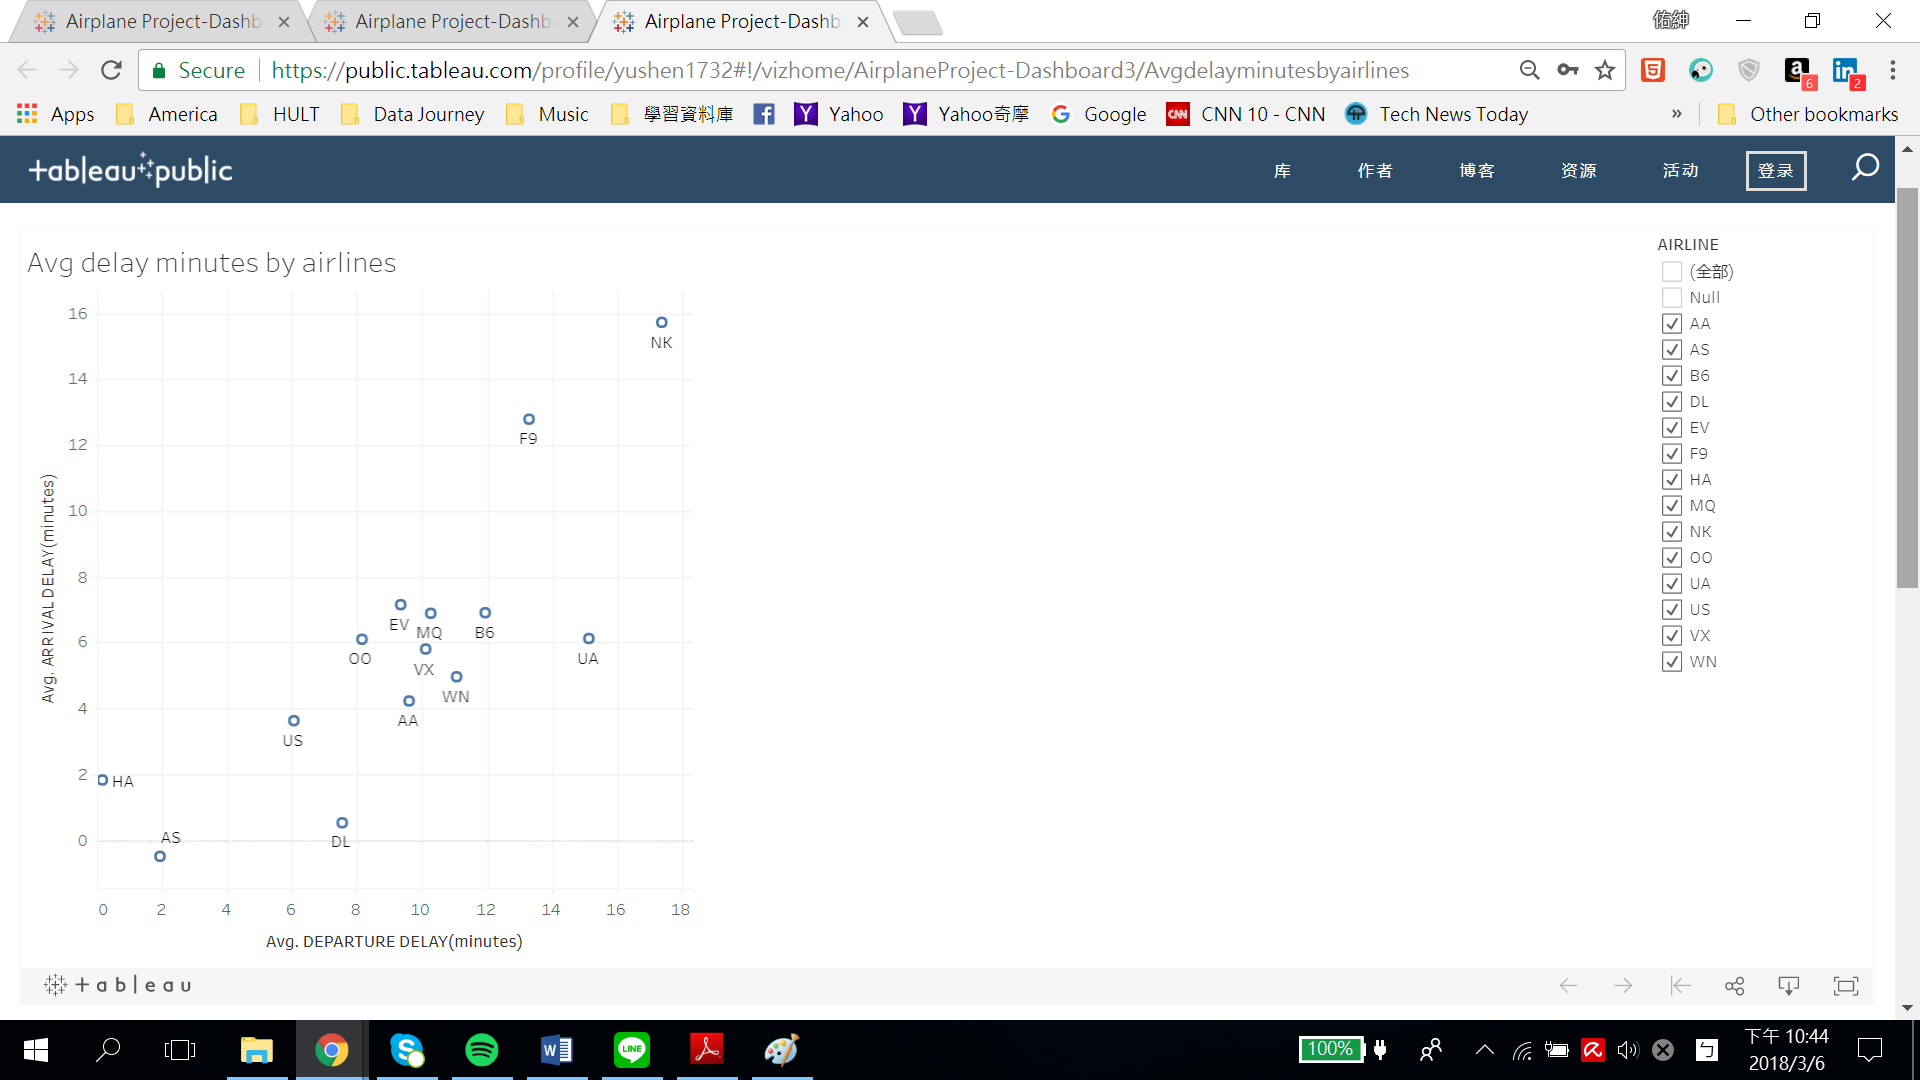 Airplane Project-Dashb
Airplane Project-Dashb
Airplane Project-Dashb
佑紳
Secure
https://public.tableau.com/profile/yushen1732#!/vizhome/AirplaneProject-Dashboard3/Avgdelayminutesbyairlines
6
2
Apps
America
HULT
Data Journey
Music
學習資料庫
Yahoo
Yahoo奇摩
Google
CNN 10 - CNN
Tech News Today
»
Other bookmarks
tableau public
库
作者
博客
资源
活动
登录
Avg delay minutes by airlines
16
14
12
10
8
6
4
2
0
Avg. ARRIVAL DELAY(minutes)
NK
F9
EV
MQ
B6
OO
VX
UA
WN
AA
US
HA
AS
DL
0
2
4
6
8
10
12
14
16
18
Avg. DEPARTURE DELAY(minutes)
AIRLINE
(全部)
Null
AA
AS
B6
DL
EV
F9
HA
MQ
NK
OO
UA
US
VX
WN
tableau
100%
下午 10:44
2018/3/6